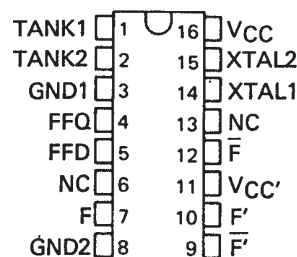 TANK1 1 16 VCC
TANK2 2 15 XTAL2
GND1 3 14 XTAL1
FFQ 4 13 NC
FFD 5 12 F̅
NC 6 11 VCC'
F 7 10 F'
GND2 8 9 F̅'